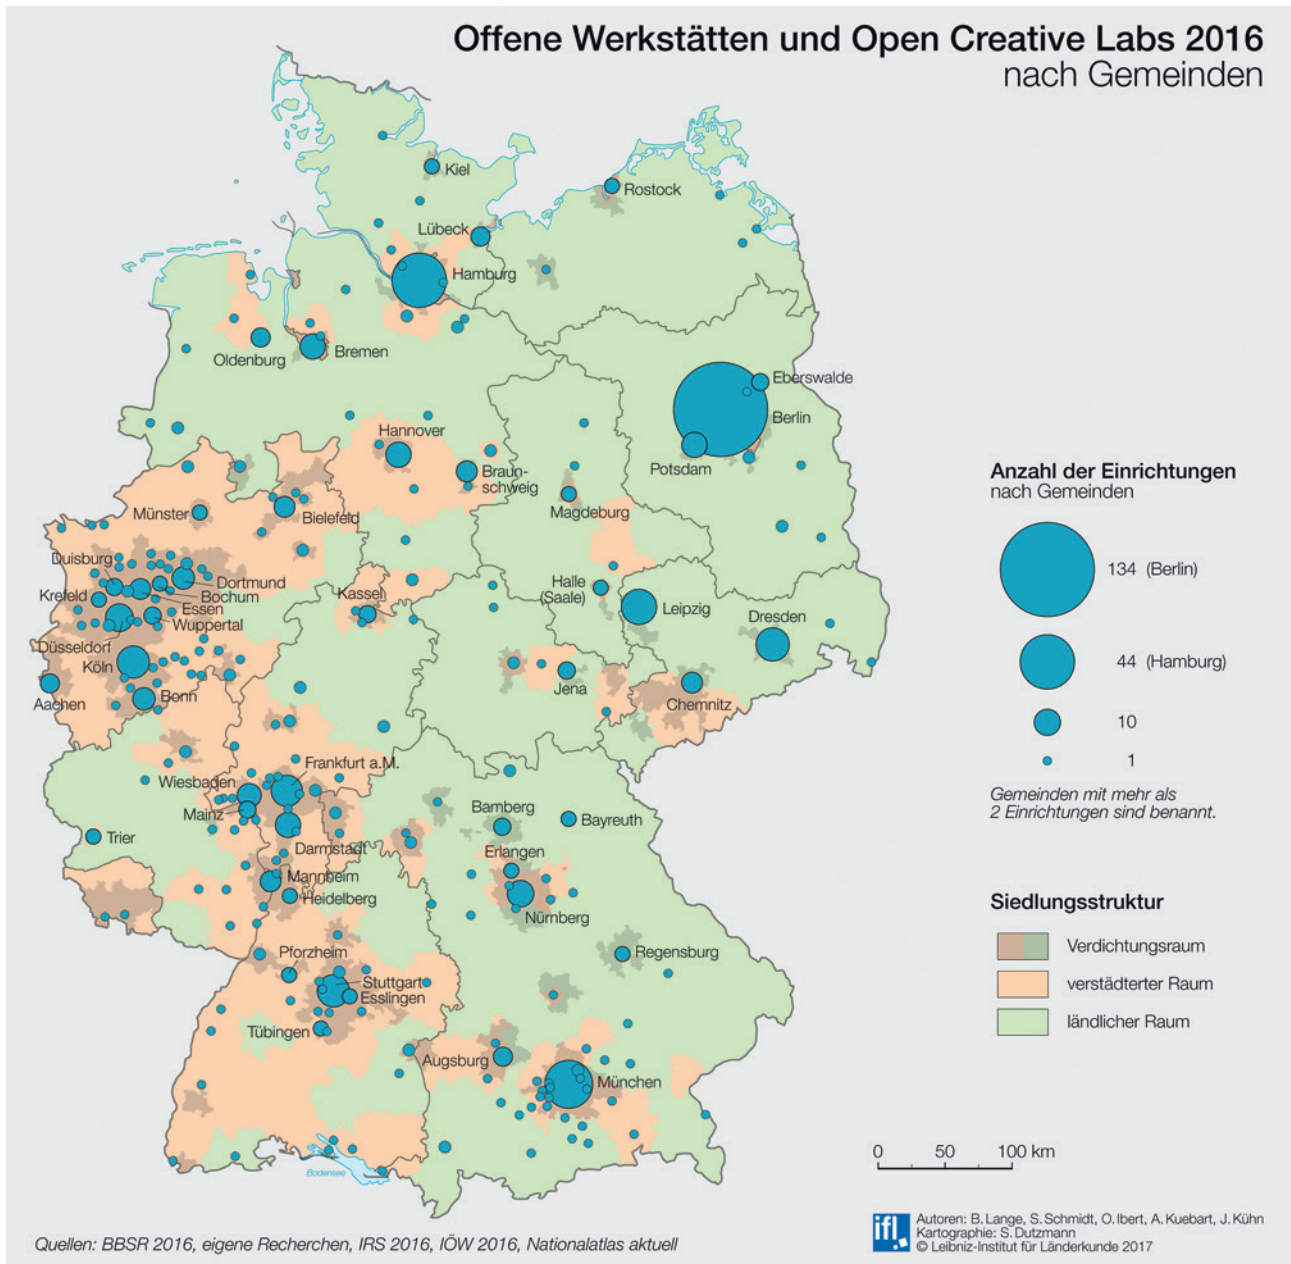 Offene Werkstätten und Open Creative Labs 2016
nach Gemeinden
Kiel
Rostock
Lübeck
Hamburg
Oldenburg
Bremen
Eberswalde
Berlin
Potsdam
Hannover
Braun-
schweig
Magdeburg
Münster
Bielefeld
Duisburg
Dortmund
Bochum
Krefeld
Essen
Wuppertal
Düsseldorf
Köln
Aachen
Bonn
Kassel
Halle
(Saale)
Leipzig
Dresden
Jena
Chemnitz
Frankfurt a.M.
Wiesbaden
Mainz
Trier
Darmstadt
Mannheim
Heidelberg
Bamberg
Bayreuth
Erlangen
Nürnberg
Regensburg
Pforzheim
Stuttgart
Esslingen
Tübingen
Augsburg
München
Bodensee
Anzahl der Einrichtungen
nach Gemeinden
134 (Berlin)
44 (Hamburg)
10
1
Gemeinden mit mehr als
2 Einrichtungen sind benannt.
Siedlungsstruktur
Verdichtungsraum
verstädterter Raum
ländlicher Raum
0 50 100 km
ifl
Autoren: B. Lange, S. Schmidt, O. Ibert, A. Kuebart, J. Kühn
Kartographie: S. Dutzmann
© Leibniz-Institut für Länderkunde 2017
Quellen: BBSR 2016, eigene Recherchen, IRS 2016, IÖW 2016, Nationalatlas aktuell